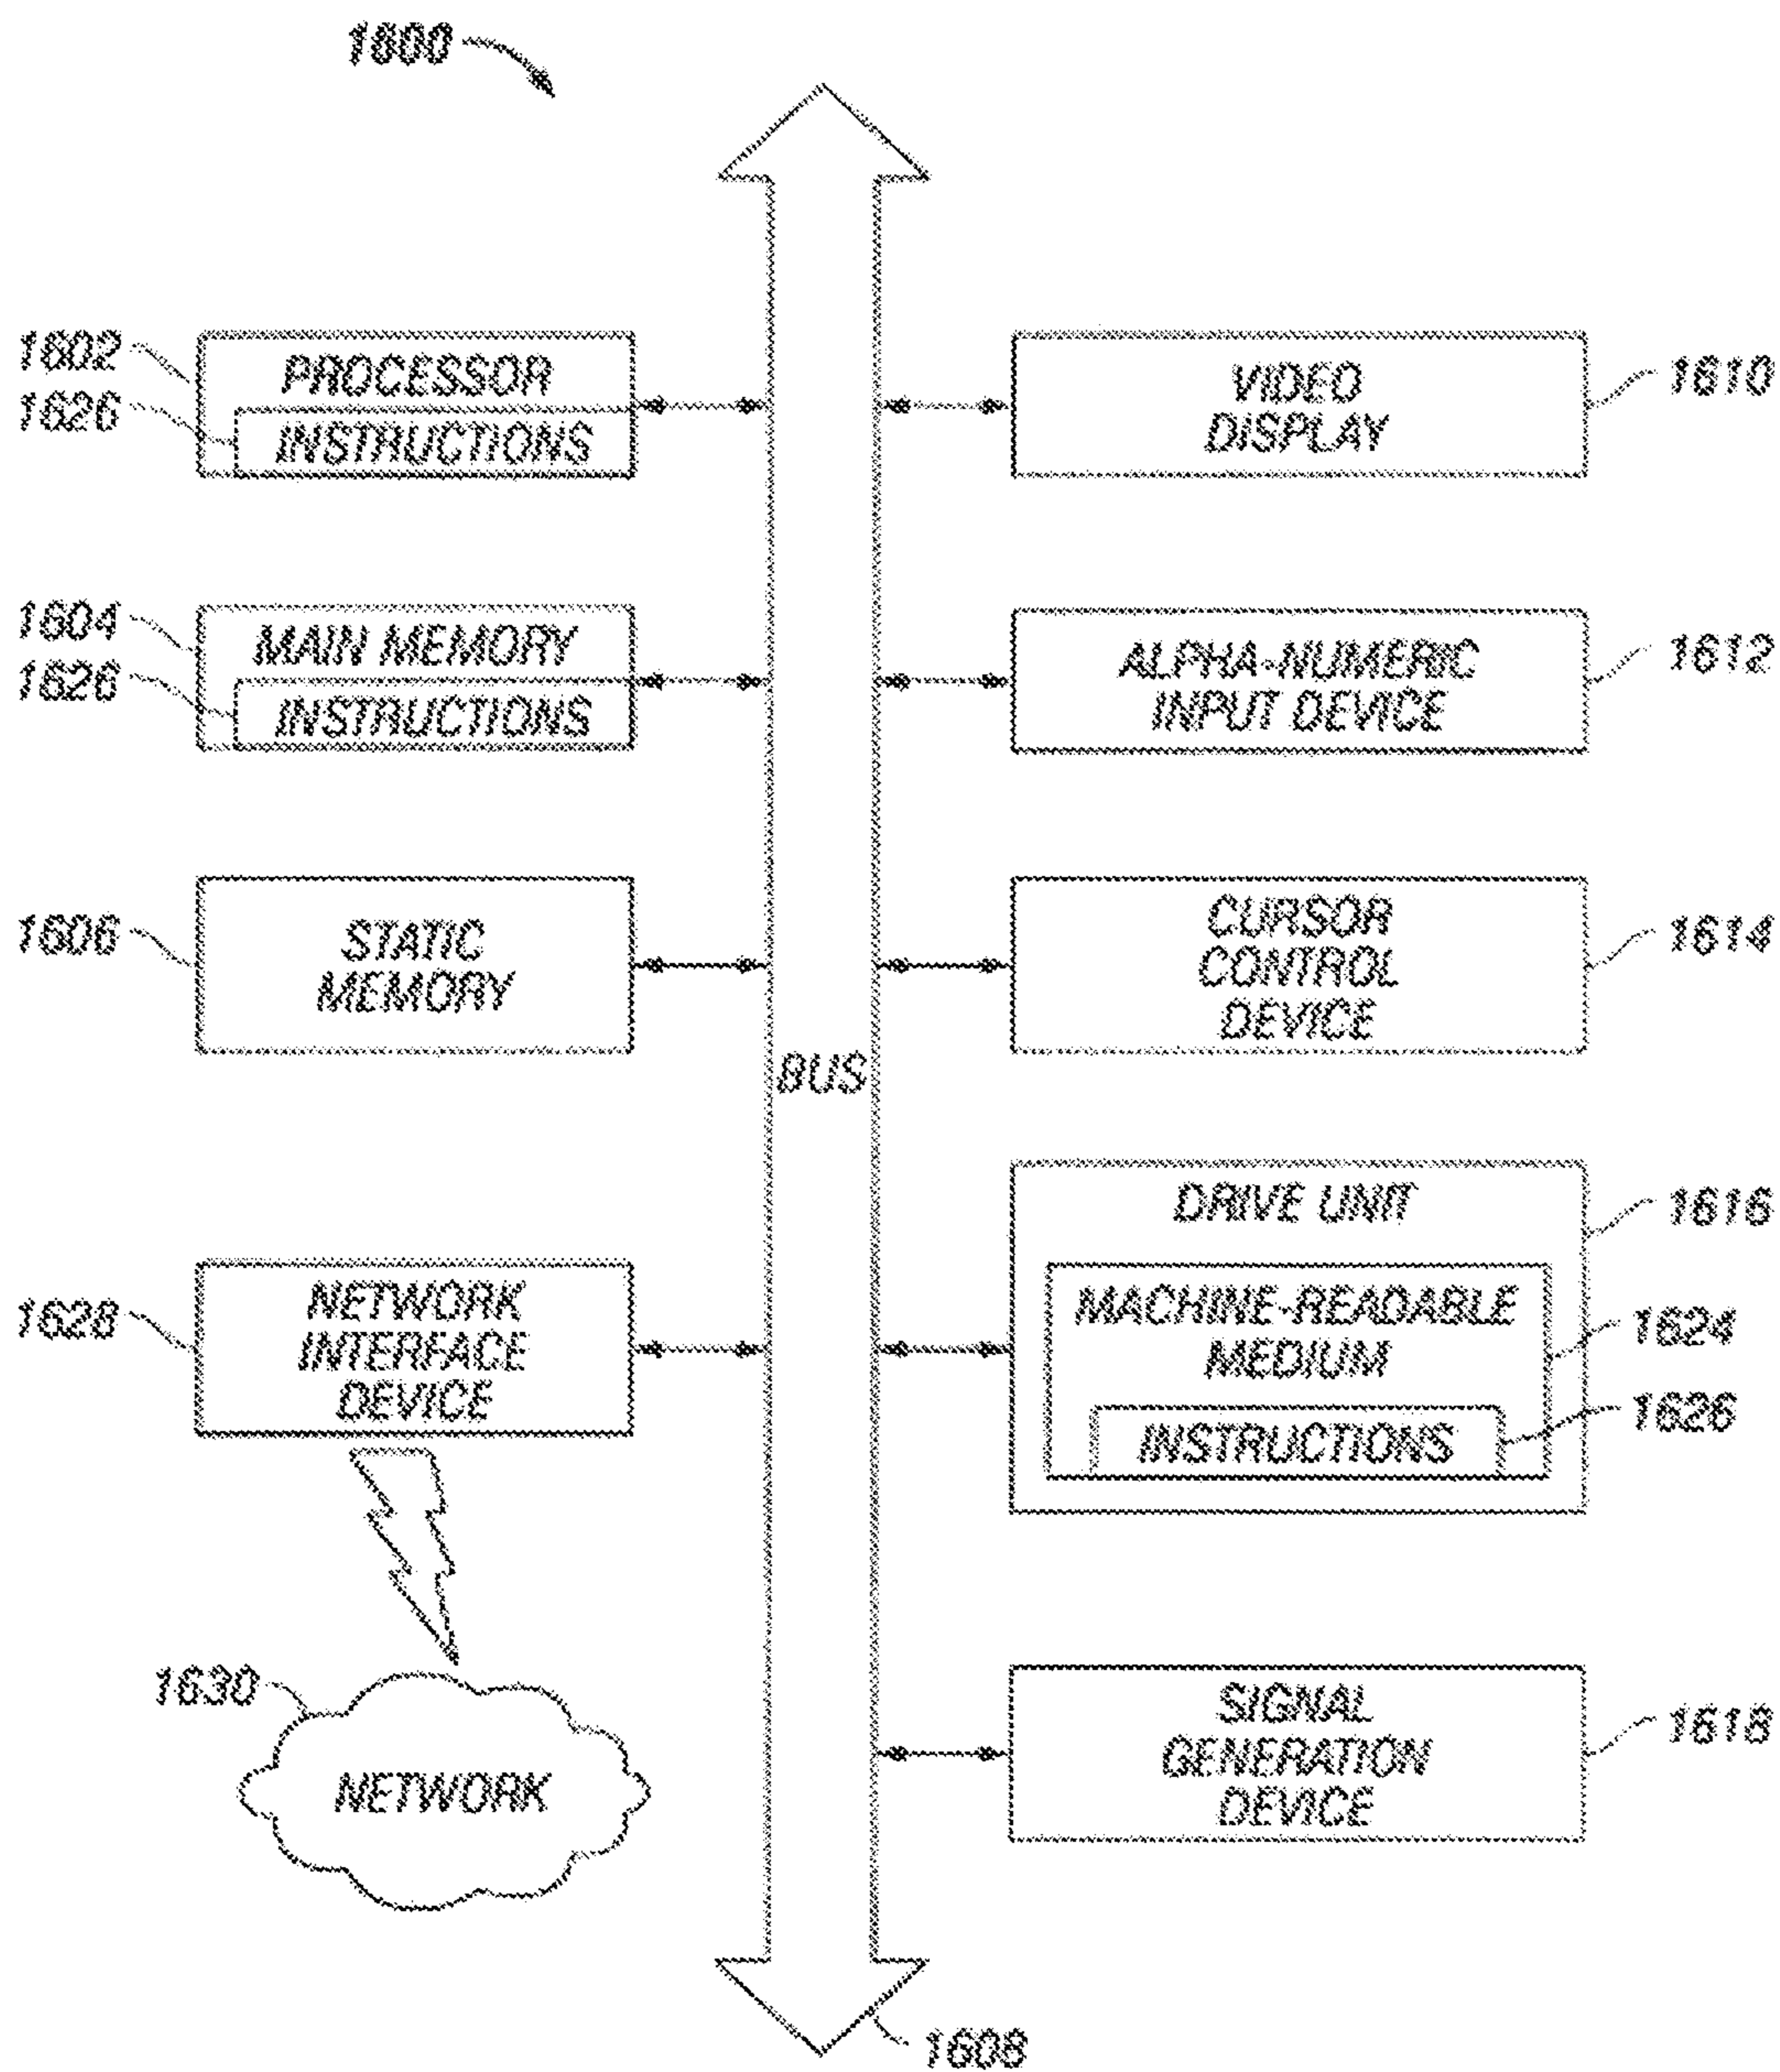 1600
1602
PROCESSOR
1626
INSTRUCTIONS
1604
MAIN MEMORY
1626
INSTRUCTIONS
1606
STATIC
MEMORY
1628
NETWORK
INTERFACE
DEVICE
1630
NETWORK
BUS
1608
VIDEO
DISPLAY
1610
ALPHA-NUMERIC
INPUT DEVICE
1612
CURSOR
CONTROL
DEVICE
1614
DRIVE UNIT
1616
MACHINE-READABLE
MEDIUM
1624
INSTRUCTIONS
1626
SIGNAL
GENERATION
DEVICE
1618